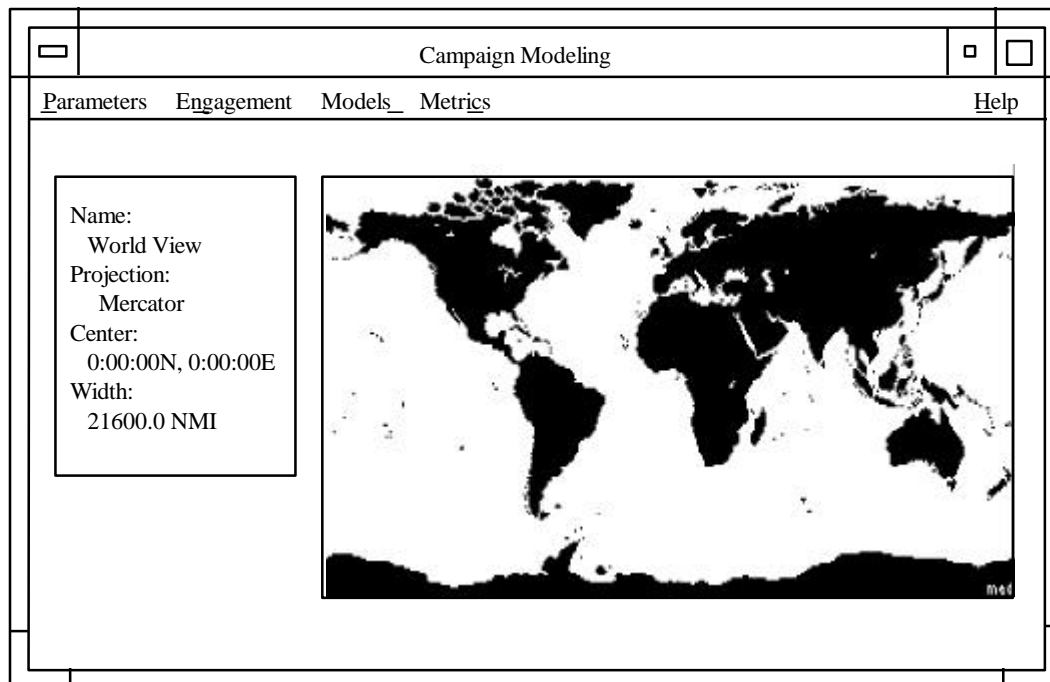 Campaign Modeling
Parameters Engagement Models Metrics Help
Name:
World View
Projection:
Mercator
Center:
0:00:00N, 0:00:00E
Width:
21600.0 NMI
med